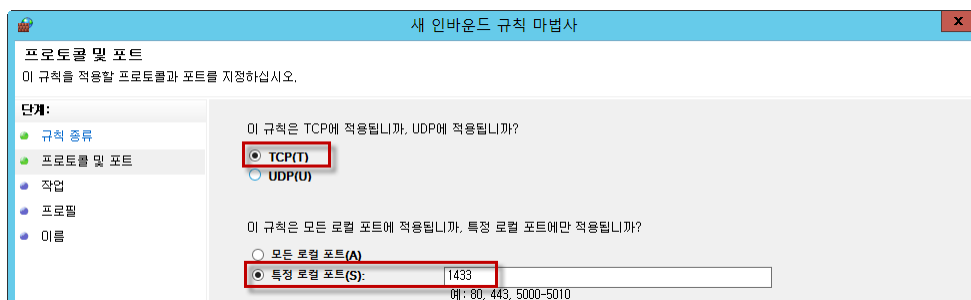 새 인바운드 규칙 마법사
x
프로토콜 및 포트
이 규칙을 적용할 프로토콜과 포트를 지정하십시오.
단계:
규칙 종류
프로토콜 및 포트
작업
프로필
이름
이 규칙은 TCP에 적용됩니까, UDP에 적용됩니까?
TCP(T)
UDP(U)
이 규칙은 모든 로컬 포트에 적용됩니까, 특정 로컬 포트에만 적용됩니까?
모든 로컬 포트(A)
특정 로컬 포트(S): 1433
예: 80, 443, 5000-5010